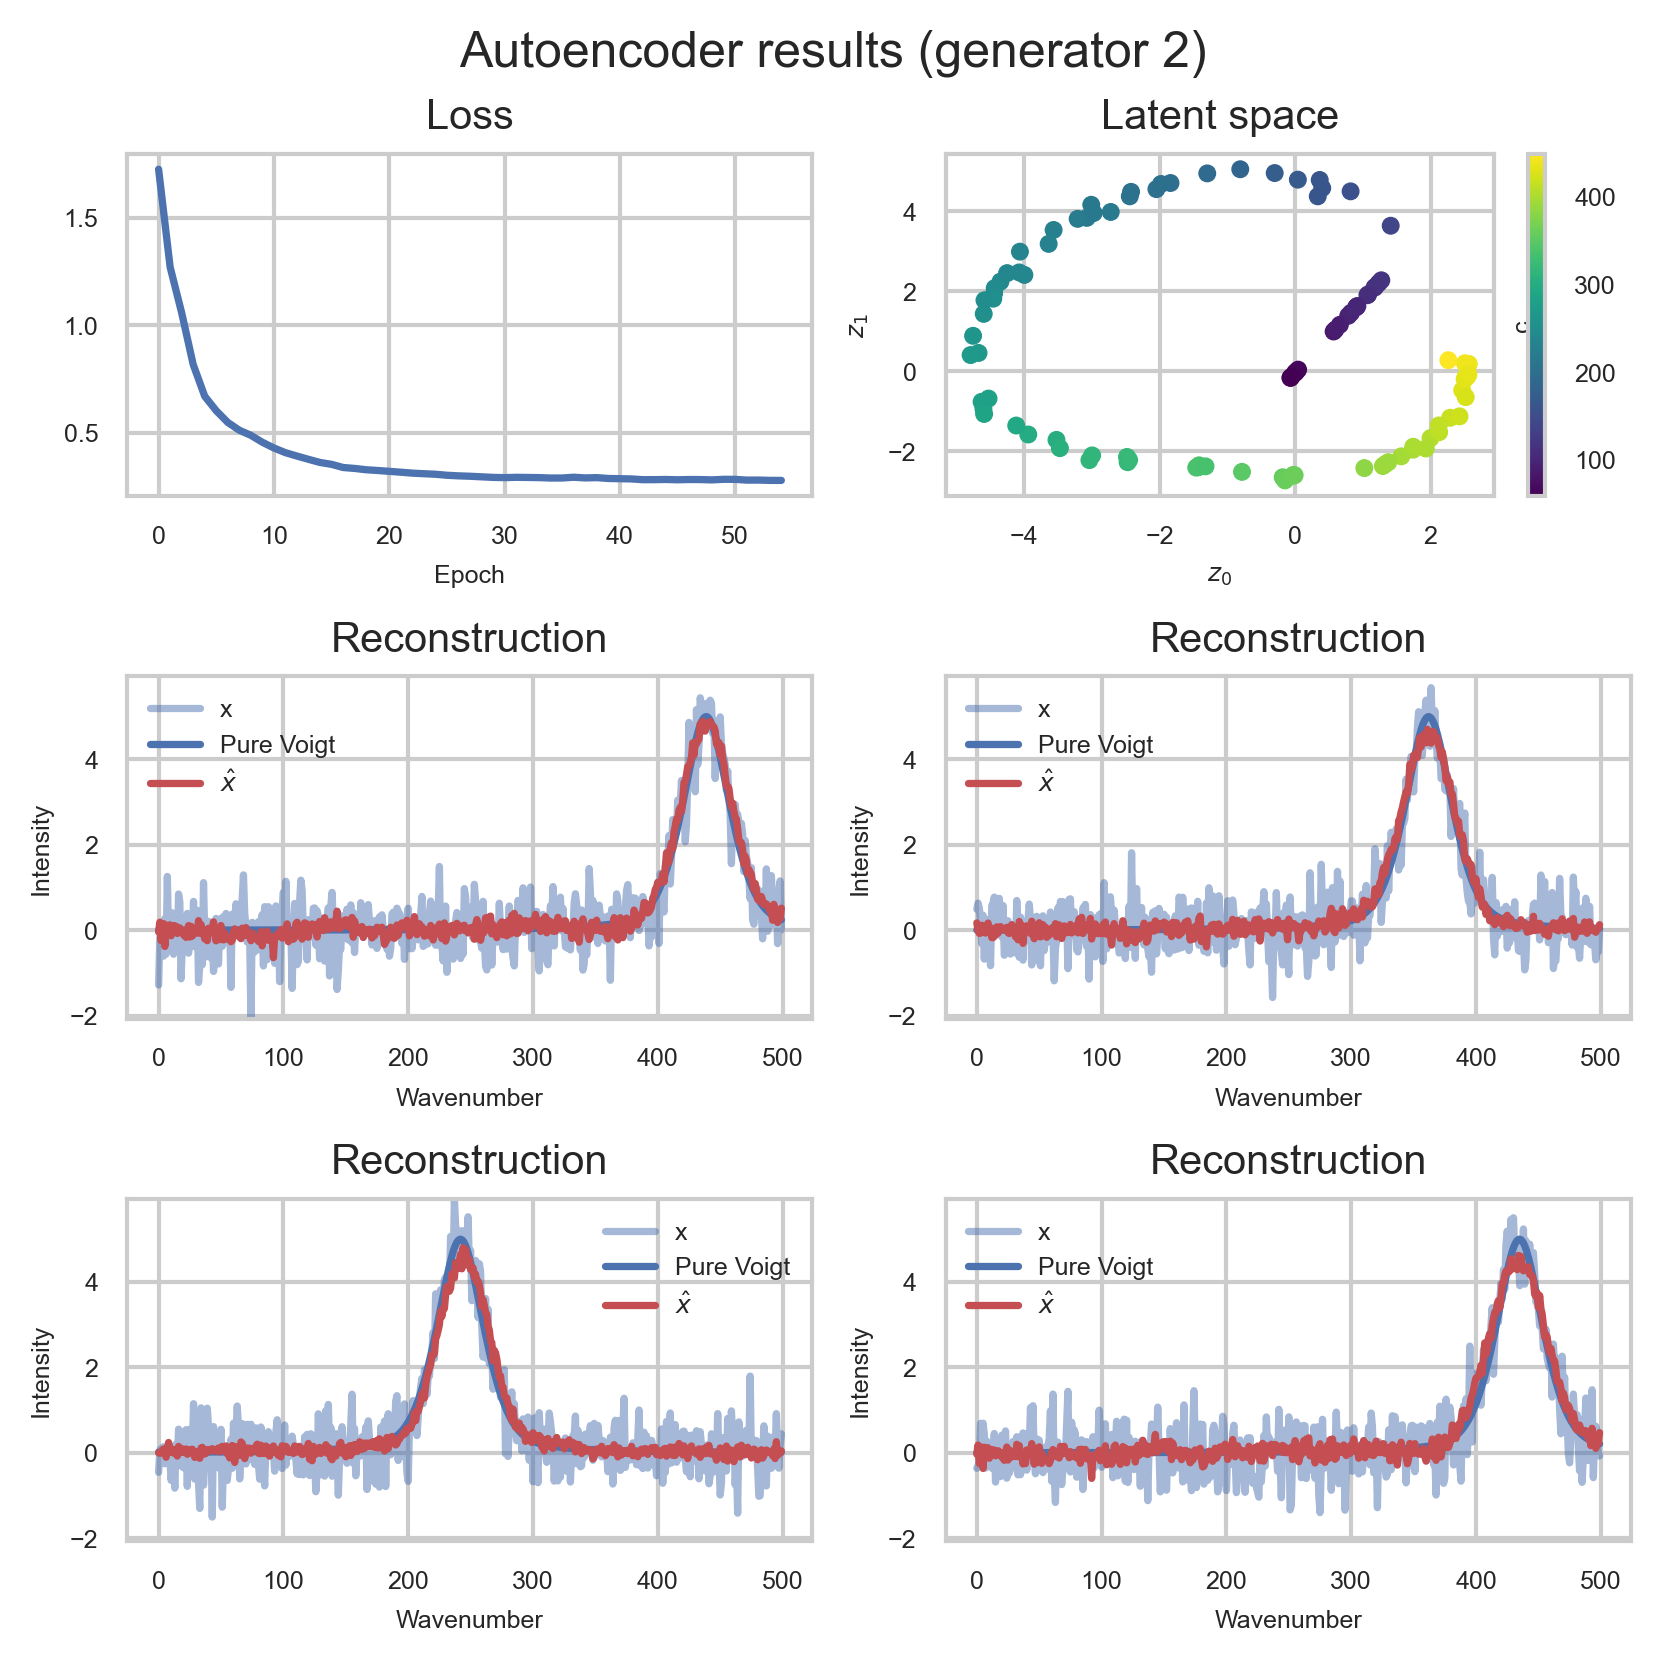 Autoencoder results (generator 2)
Loss
1.5
1.0
0.5
0 10 20 30 40 50
Epoch
Latent space
z₁
4
2
0
−2
−4 −2 0 2
z₀
c
400
300
200
100
Reconstruction
x
Pure Voigt
x̂
Intensity
4
2
0
−2
0 100 200 300 400 500
Wavenumber
Reconstruction
x
Pure Voigt
x̂
Intensity
4
2
0
−2
0 100 200 300 400 500
Wavenumber
Reconstruction
x
Pure Voigt
x̂
Intensity
4
2
0
−2
0 100 200 300 400 500
Wavenumber
Reconstruction
x
Pure Voigt
x̂
Intensity
4
2
0
−2
0 100 200 300 400 500
Wavenumber